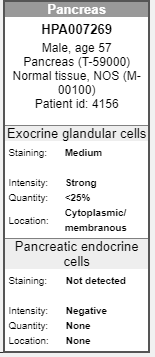 Pancreas
HPA007269
Male, age 57
Pancreas (T-59000)
Normal tissue, NOS (M-
00100)
Patient id: 4156
Exocrine glandular cells
Staining: Medium
Intensity: Strong
Quantity: <25%
Location: Cytoplasmic/
membranous
Pancreatic endocrine
cells
Staining: Not detected
Intensity: Negative
Quantity: None
Location: None